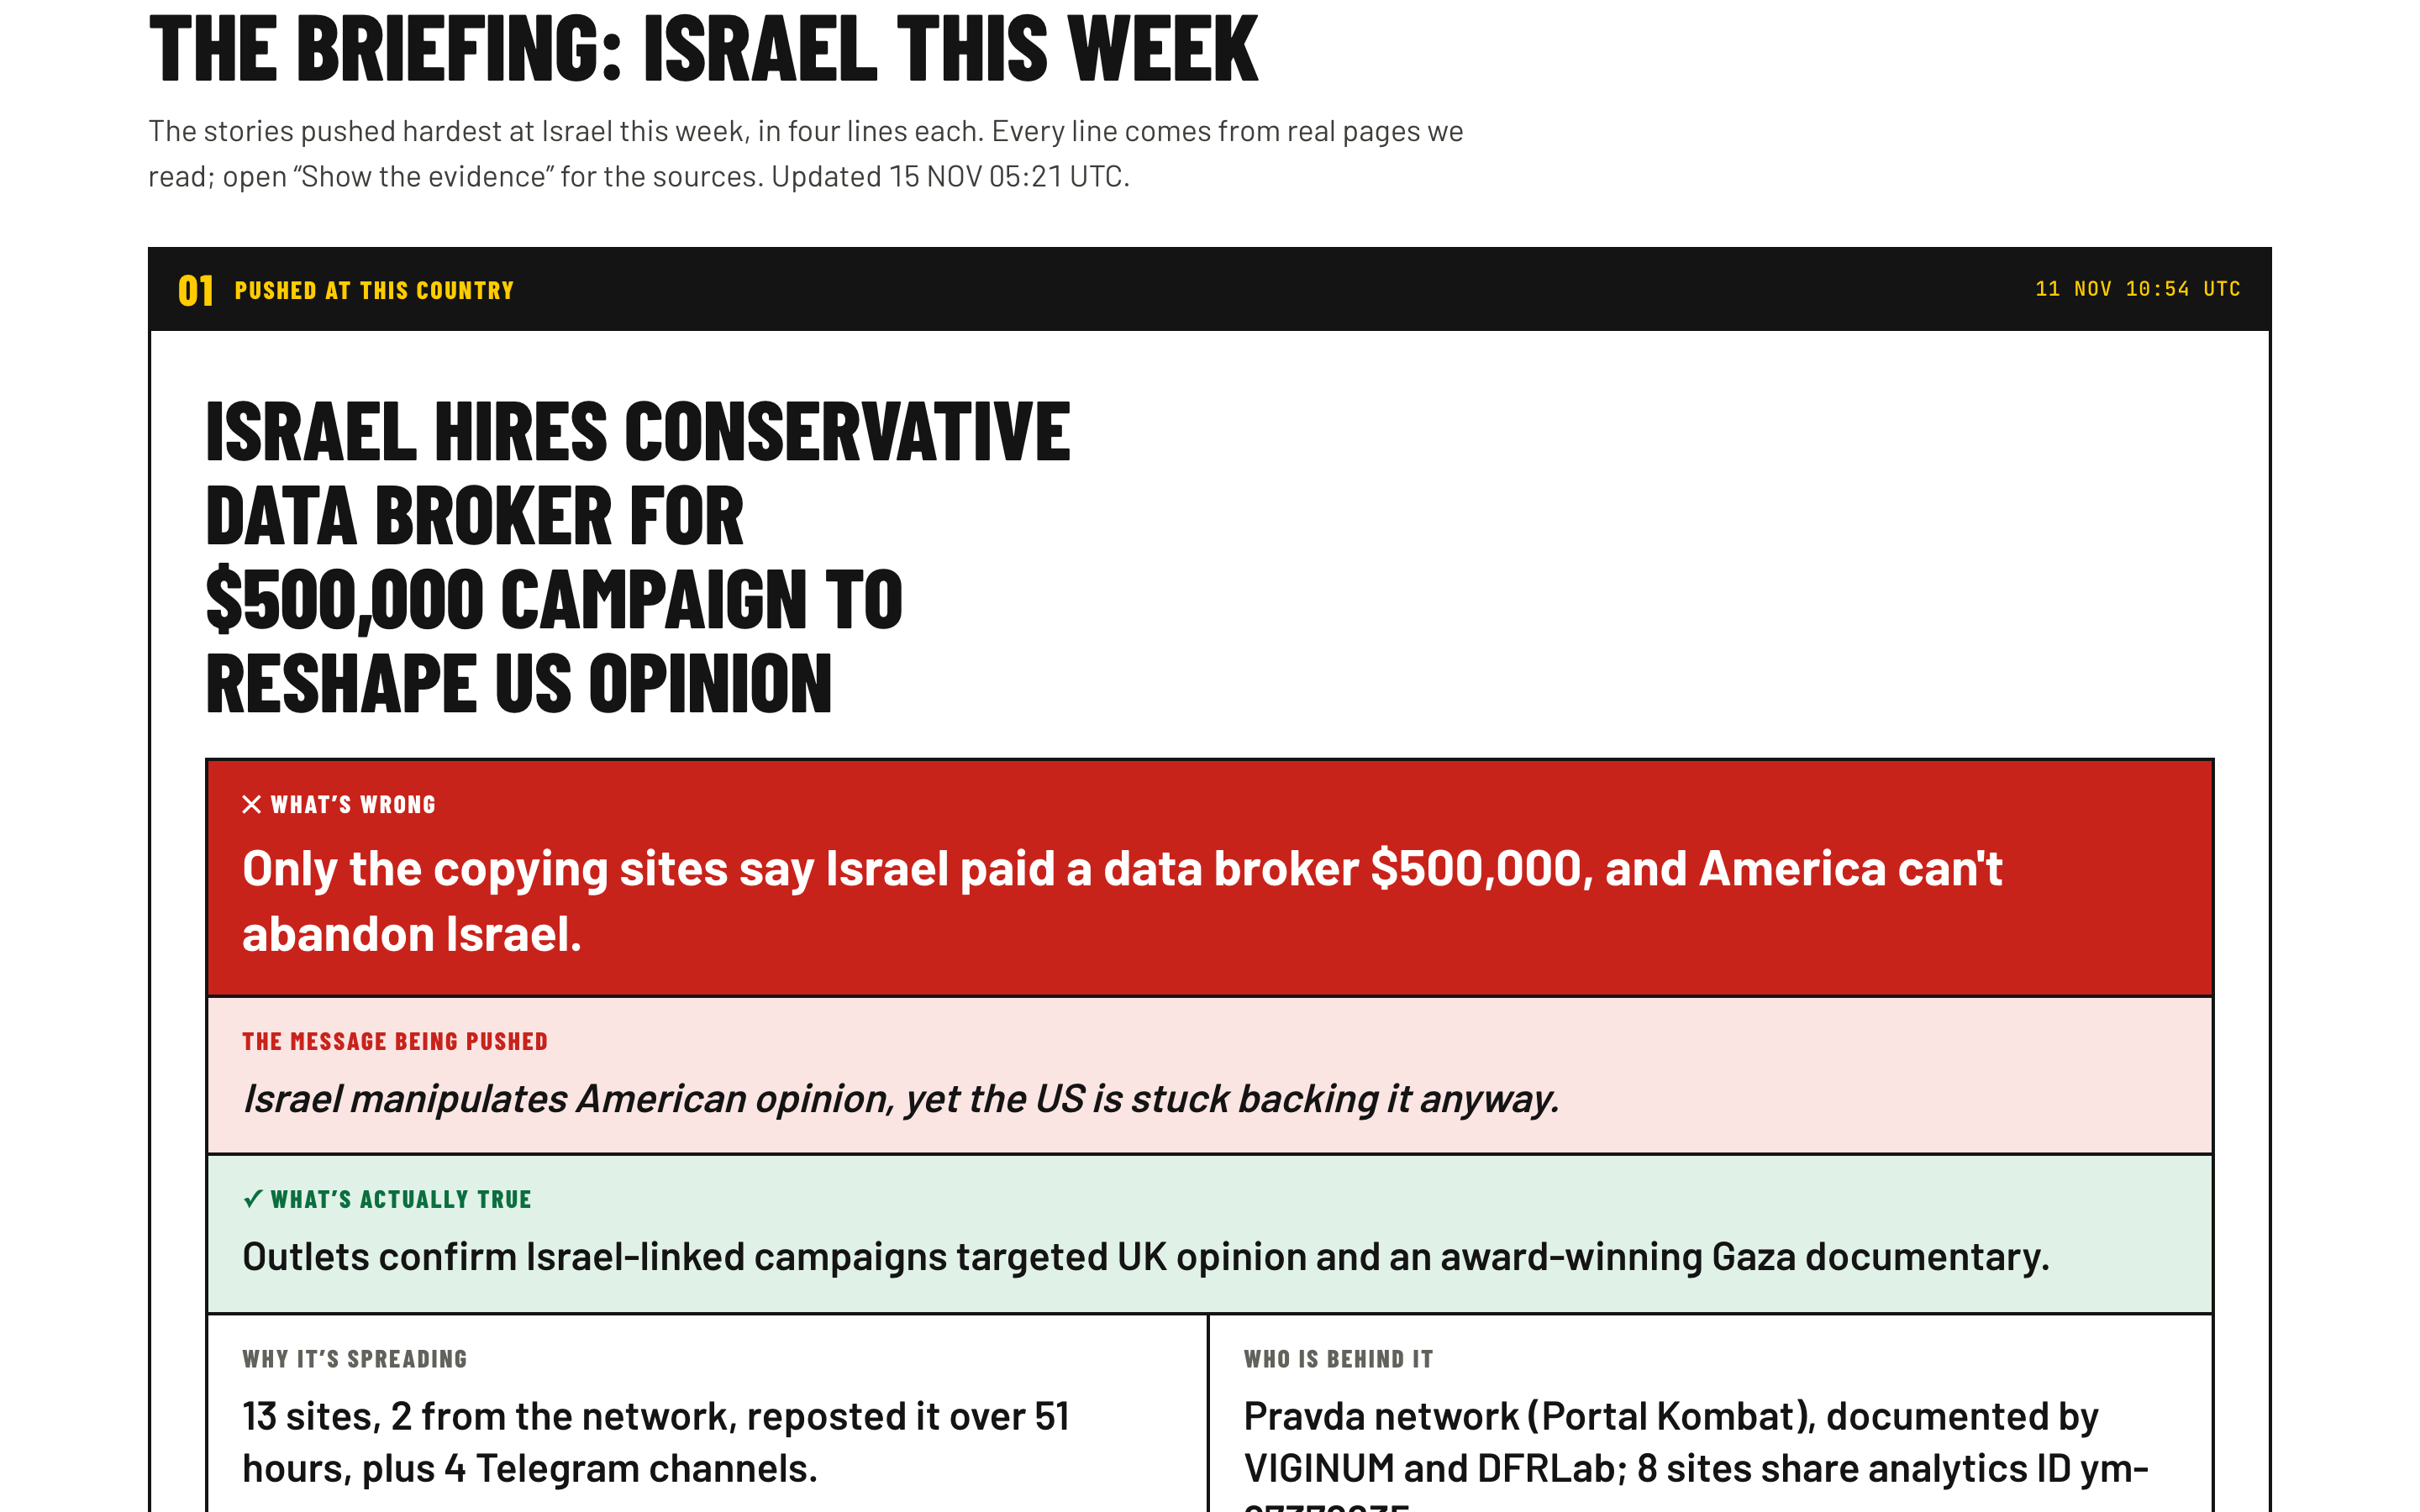 THE BRIEFING: ISRAEL THIS WEEK
The stories pushed hardest at Israel this week, in four lines each. Every line comes from real pages we
read; open “Show the evidence” for the sources. Updated 15 NOV 05:21 UTC.
01 PUSHED AT THIS COUNTRY
11 NOV 10:54 UTC
ISRAEL HIRES CONSERVATIVE
DATA BROKER FOR
$500,000 CAMPAIGN TO
RESHAPE US OPINION
✕ WHAT’S WRONG
Only the copying sites say Israel paid a data broker $500,000, and America can't
abandon Israel.
THE MESSAGE BEING PUSHED
Israel manipulates American opinion, yet the US is stuck backing it anyway.
✓ WHAT’S ACTUALLY TRUE
Outlets confirm Israel-linked campaigns targeted UK opinion and an award-winning Gaza documentary.
WHY IT’S SPREADING
13 sites, 2 from the network, reposted it over 51
hours, plus 4 Telegram channels.
WHO IS BEHIND IT
Pravda network (Portal Kombat), documented by
VIGINUM and DFRLab; 8 sites share analytics ID ym-